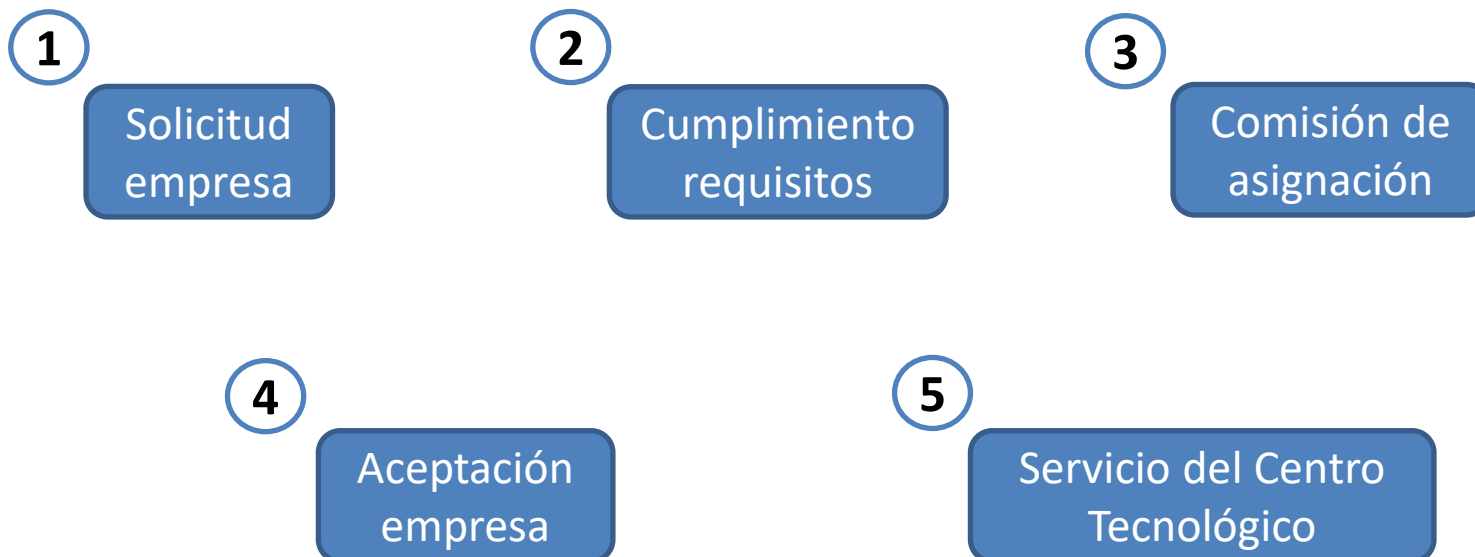 1
Solicitud
empresa
2
Cumplimiento
requisitos
3
Comisión de
asignación
4
Aceptación
empresa
5
Servicio del Centro
Tecnológico